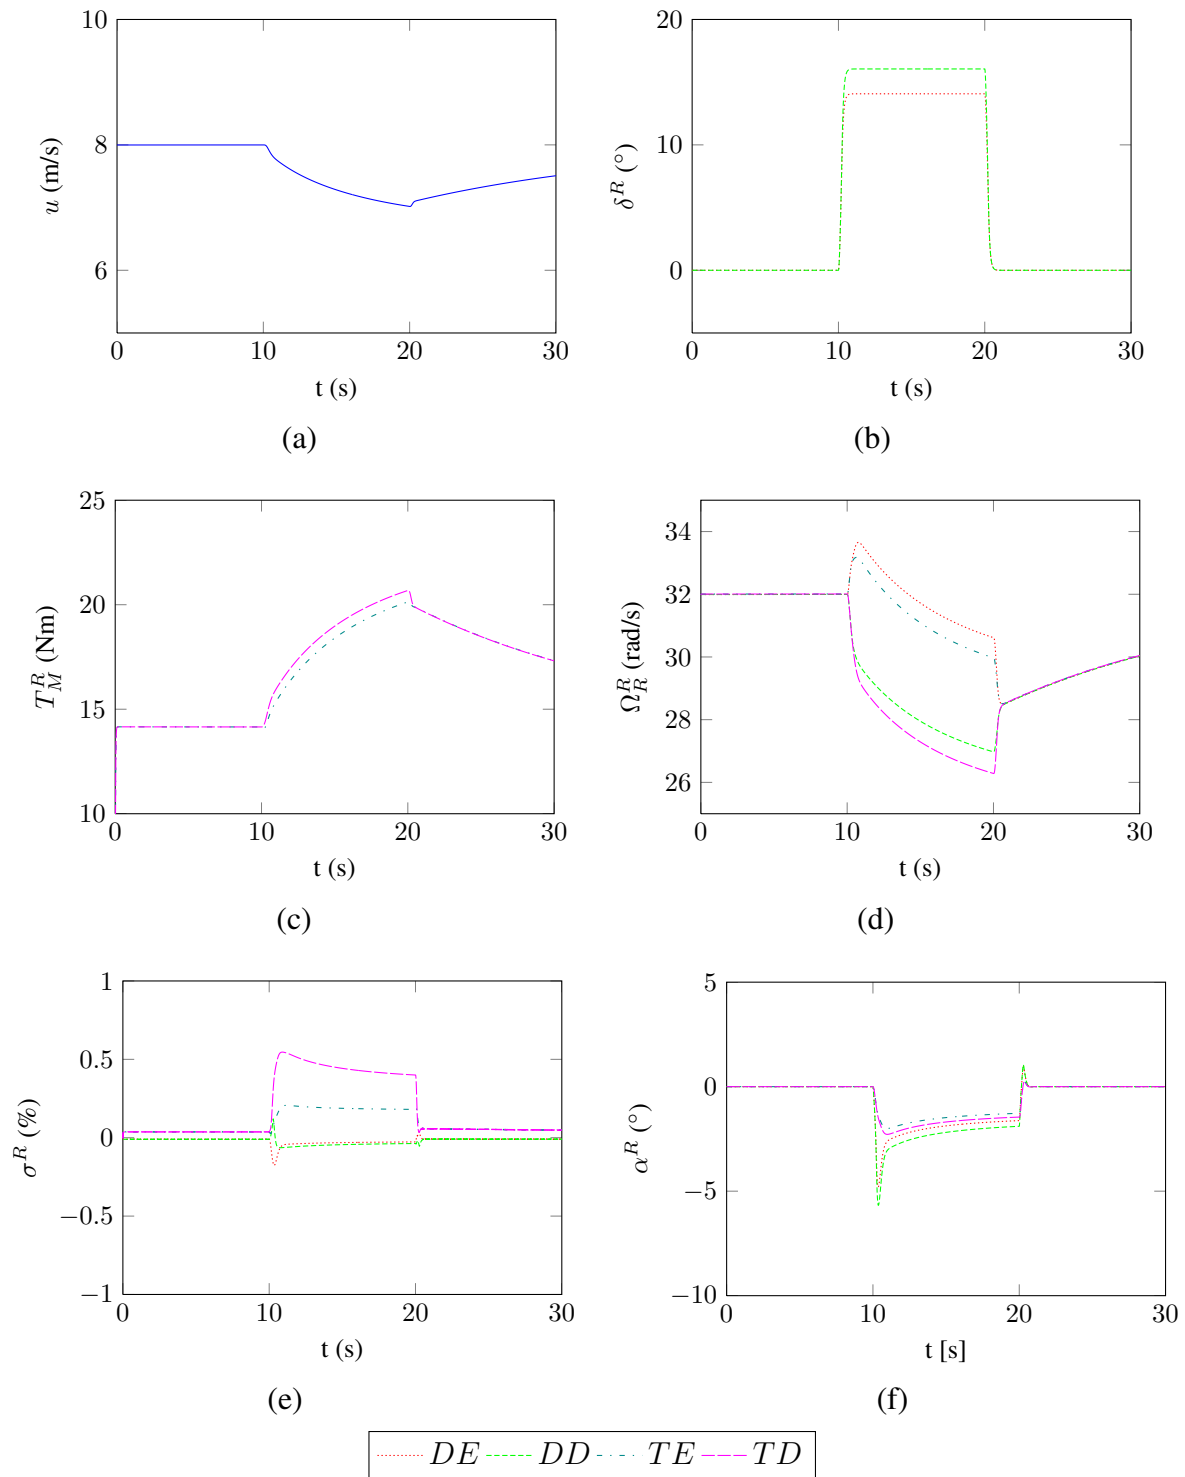 10
8
6
0 10 20 30
u (m/s)
t (s)
(a)
20
10
0
0 10 20 30
δ^R (°)
t (s)
(b)
25
20
15
10
0 10 20 30
T_M^R (Nm)
t (s)
(c)
34
32
30
28
26
0 10 20 30
Ω_R^R (rad/s)
t (s)
(d)
1
0.5
0
−0.5
−1
0 10 20 30
σ^R (%)
t (s)
(e)
5
0
−5
−10
0 10 20 30
α^R (°)
t [s]
(f)
DE DD TE TD